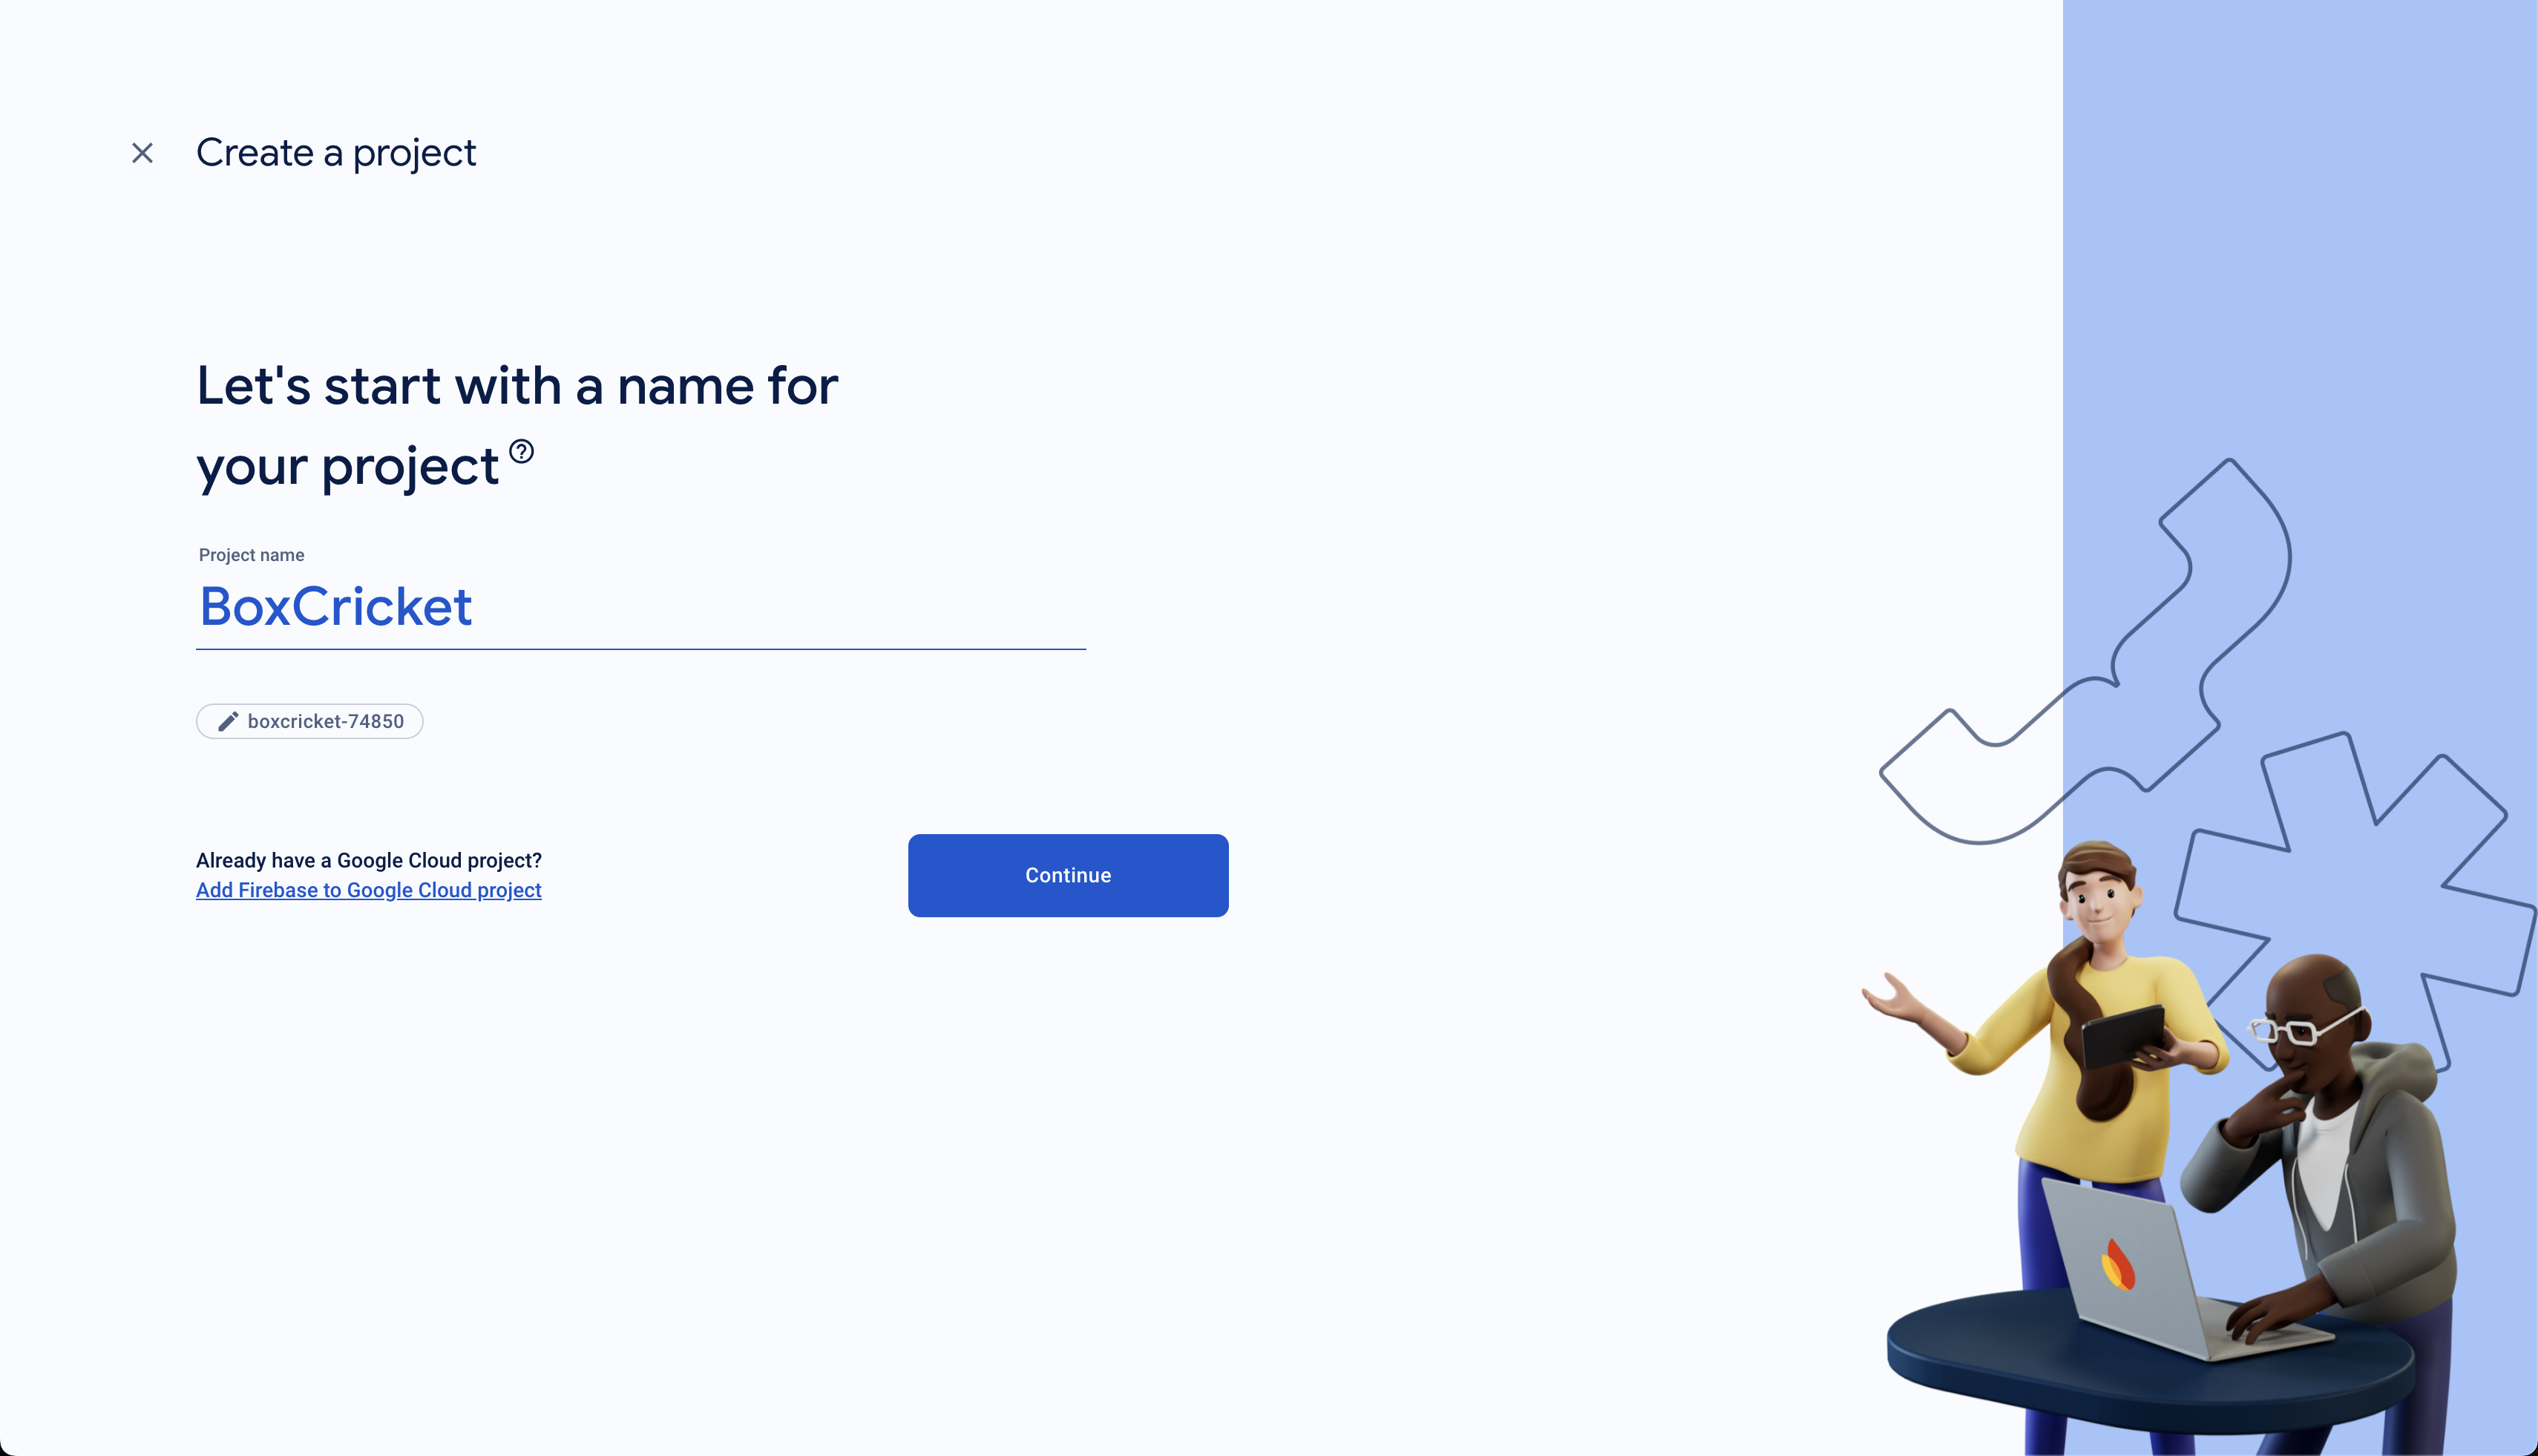 Create a project
Let's start with a name for
your project
Project name
BoxCricket
boxcricket-74850
Already have a Google Cloud project?
Add Firebase to Google Cloud project
Continue